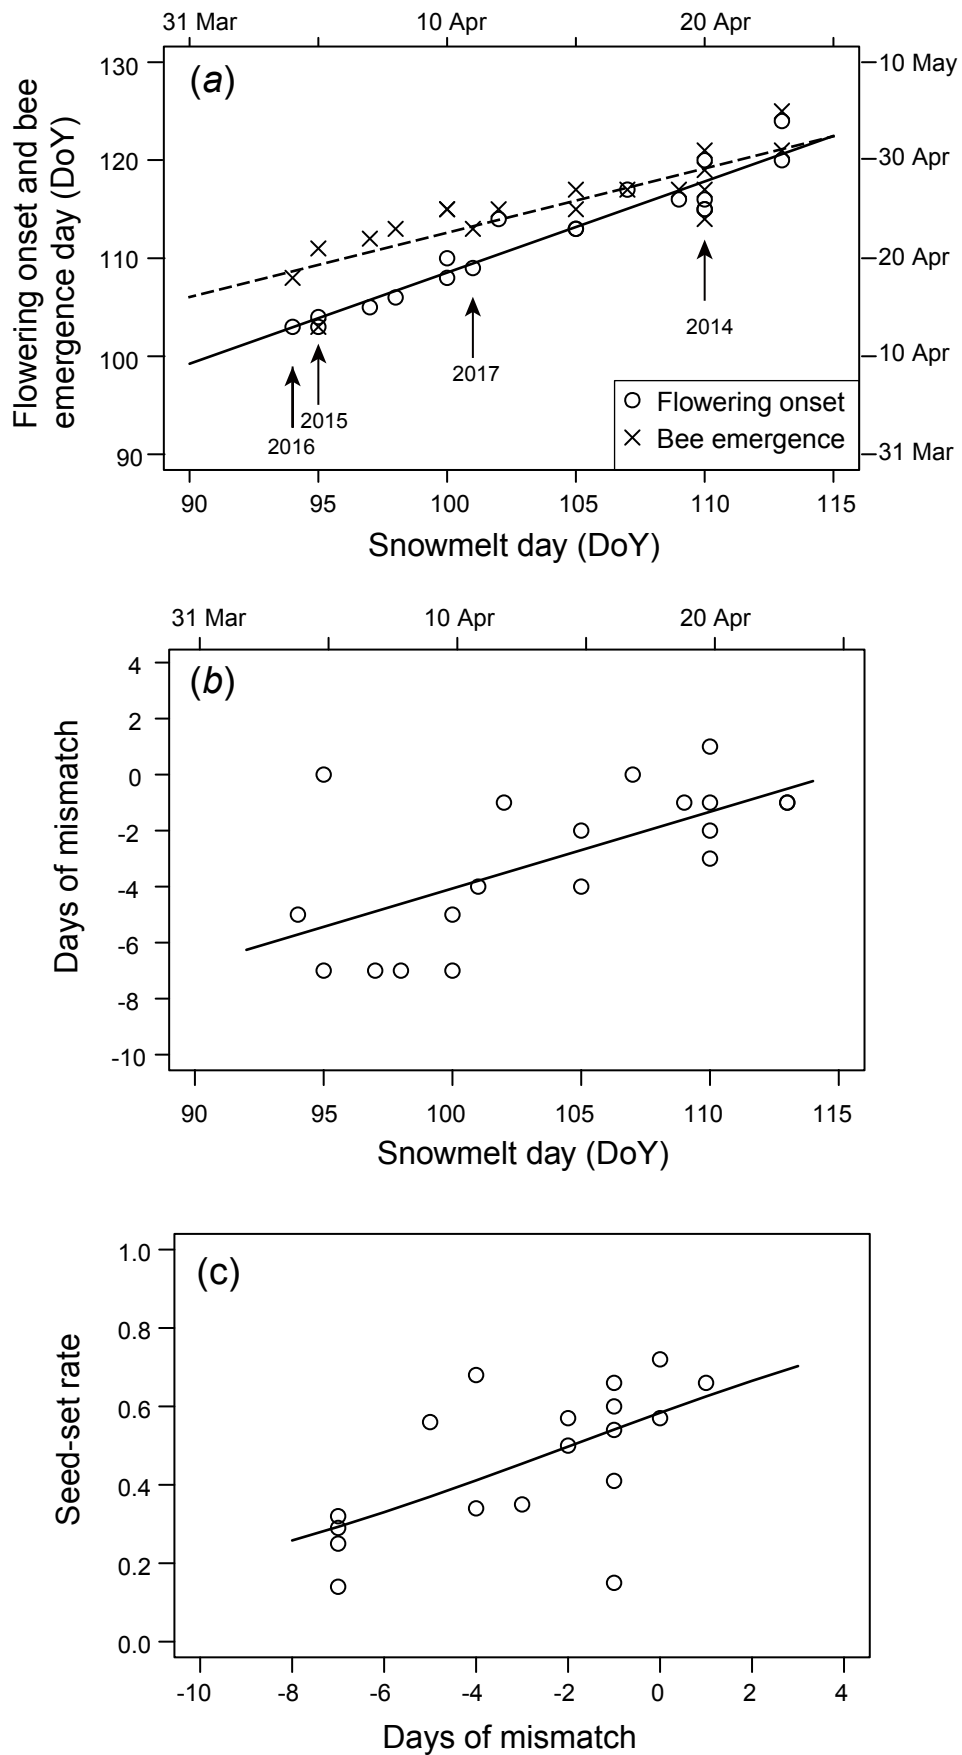 31 Mar 10 Apr 20 Apr
(a)
130
120
110
100
90
10 May
30 Apr
20 Apr
10 Apr
31 Mar
Flowering onset and bee
emergence day (DoY)
2014
2017
2015
2016
Flowering onset
Bee emergence
90 95 100 105 110 115
Snowmelt day (DoY)
31 Mar 10 Apr 20 Apr
(b)
4
2
0
-2
-4
-6
-8
-10
Days of mismatch
90 95 100 105 110 115
Snowmelt day (DoY)
(c)
1.0
0.8
0.6
0.4
0.2
0.0
Seed-set rate
-10 -8 -6 -4 -2 0 2 4
Days of mismatch